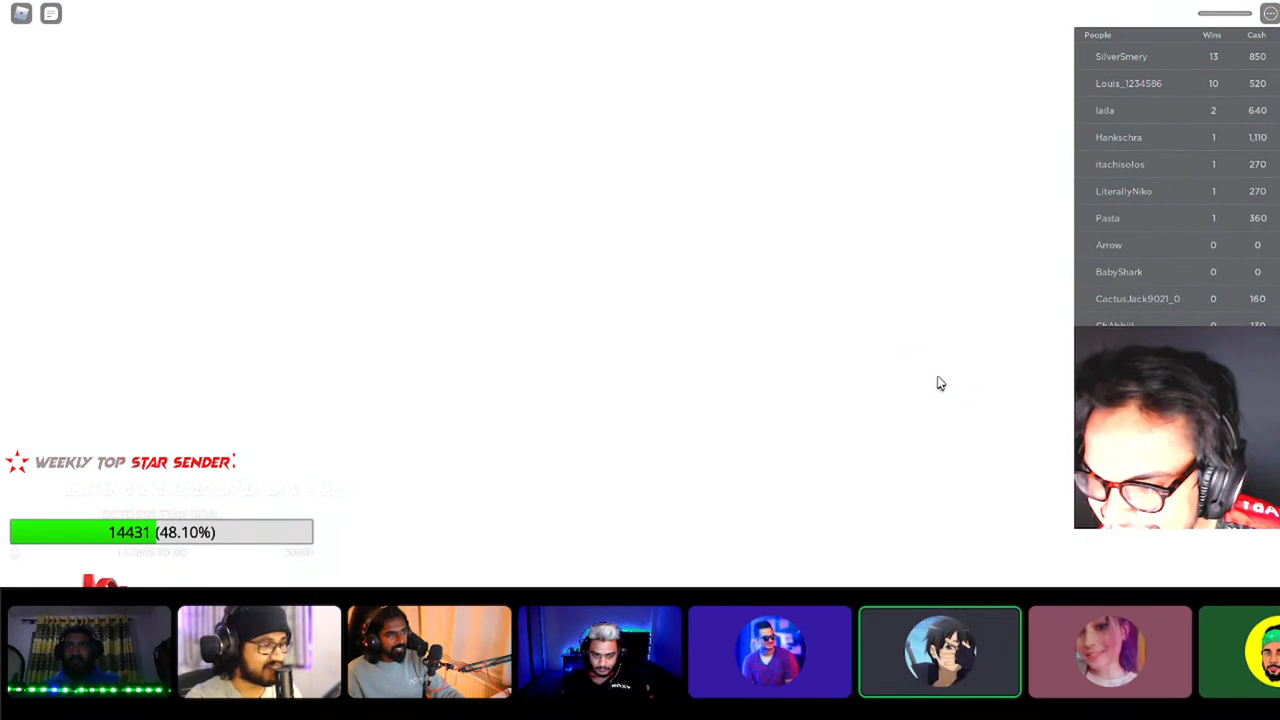 People Wins Cash
SilverSmery 13 850
Louis_1234586 10 520
laila 2 640
Hankschra 1 1,110
itachisolos 1 270
LiterallyNiko 1 270
Pasta 1 360
Arrow 0 0
BabyShark 0 0
CactusJack9021_0 0 160
WEEKLY TOP STAR SENDER:
14431 (48.10%)
30000